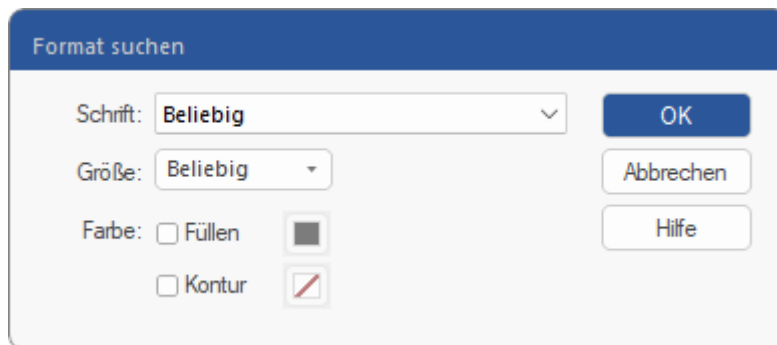 Format suchen
Schrift: Beliebig
OK
Größe: Beliebig
Abbrechen
Farbe: Füllen
Hilfe
Kontur